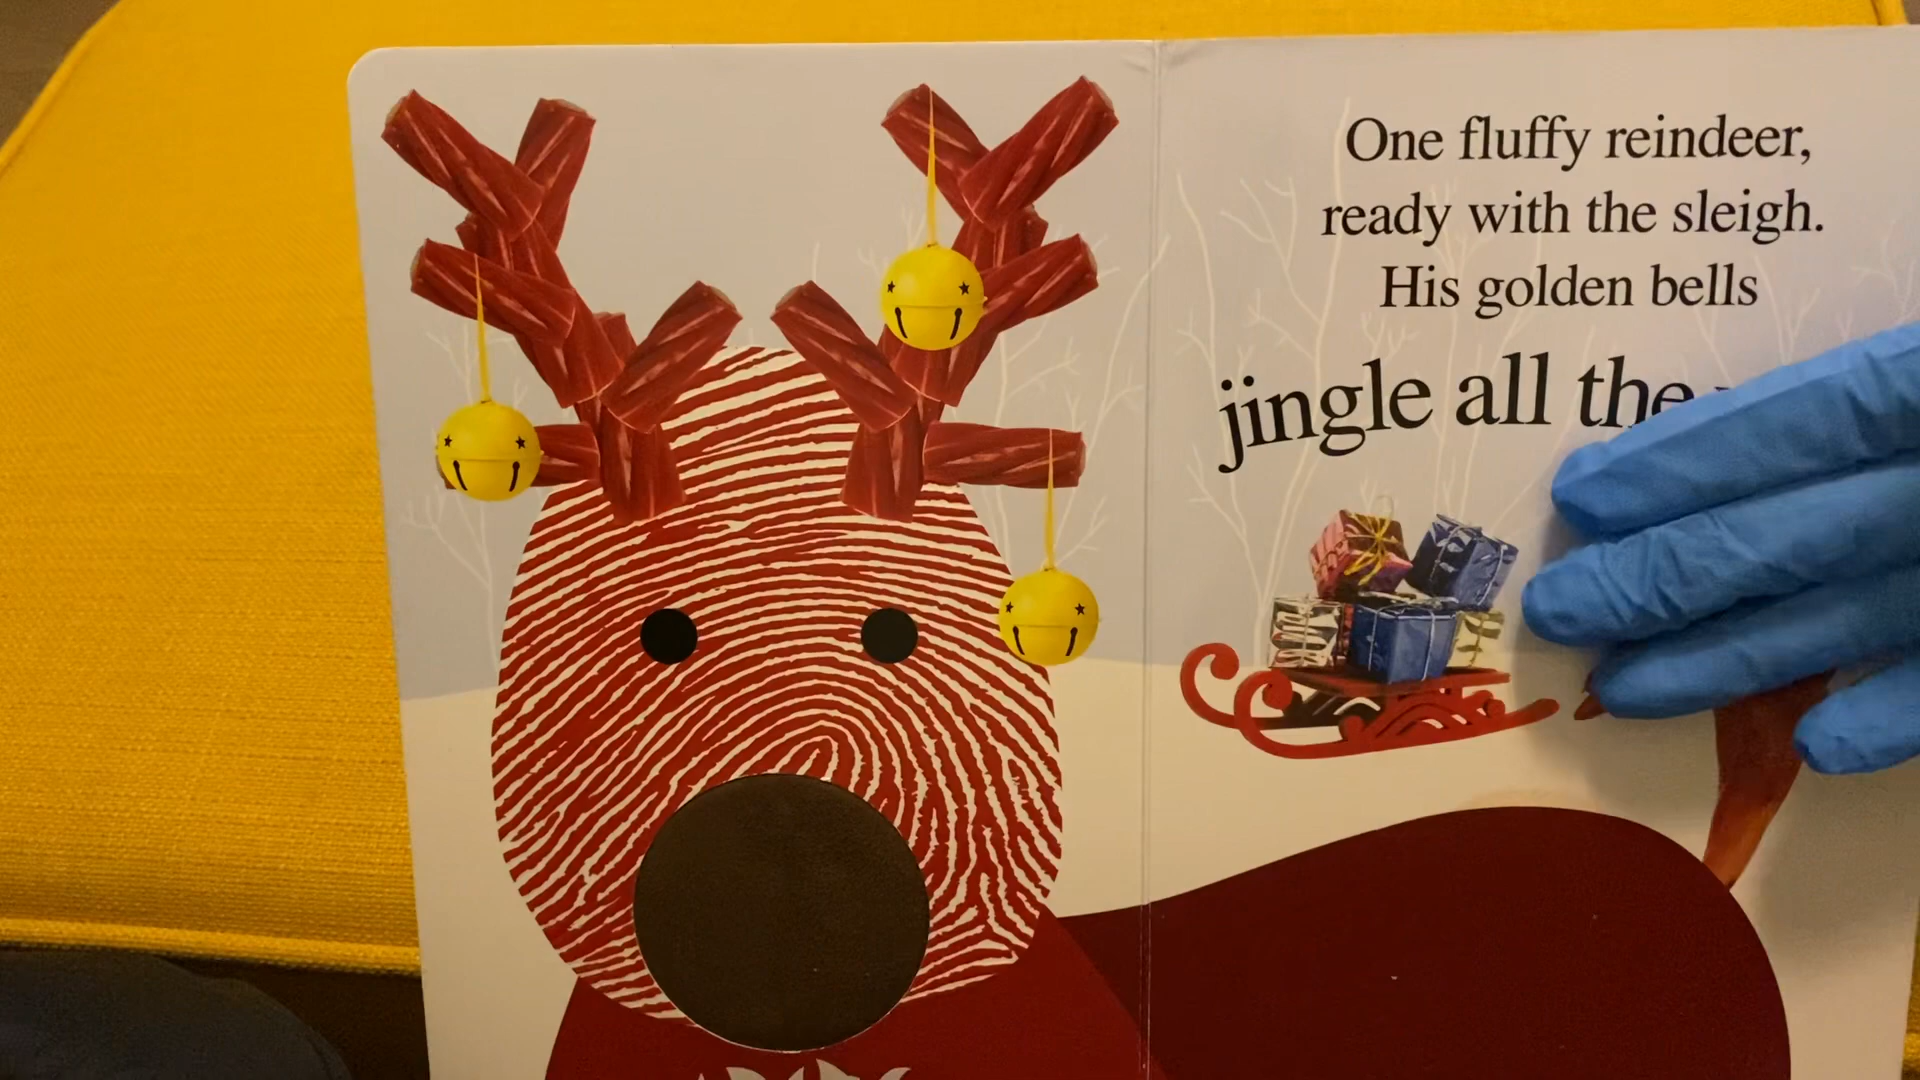 One fluffy reindeer,
ready with the sleigh.
His golden bells
jingle all the